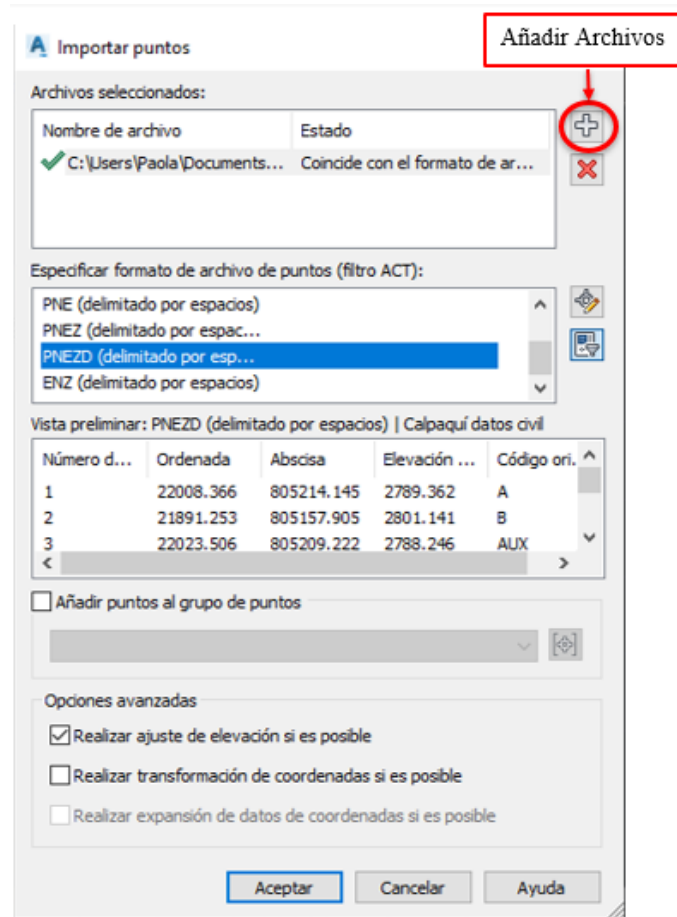 Añadir Archivos
Importar puntos
Archivos seleccionados:
Nombre de archivo Estado
C:\Users\Paola\Documents... Coincide con el formato de ar...
Especificar formato de archivo de puntos (filtro ACT):
PNE (delimitado por espacios)
PNEZ (delimitado por espac...
PNEZD (delimitado por esp...
ENZ (delimitado por espacios)
Vista preliminar: PNEZD (delimitado por espacios) | Calpaquí datos civil
Número d... Ordenada Abscisa Elevación ... Código ori.
1 22008.366 805214.145 2789.362 A
2 21891.253 805157.905 2801.141 B
3 22023.506 805209.222 2788.246 AUX
Añadir puntos al grupo de puntos
Opciones avanzadas
Realizar ajuste de elevación si es posible
Realizar transformación de coordenadas si es posible
Realizar expansión de datos de coordenadas si es posible
Aceptar Cancelar Ayuda